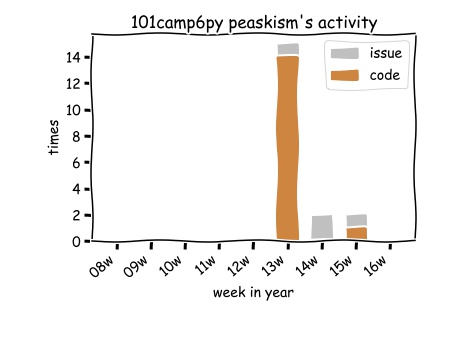 101camp6py peaskism's activity
issue
code
times
14
12
10
8
6
4
2
0
08w 09w 10w 11w 12w 13w 14w 15w 16w
week in year